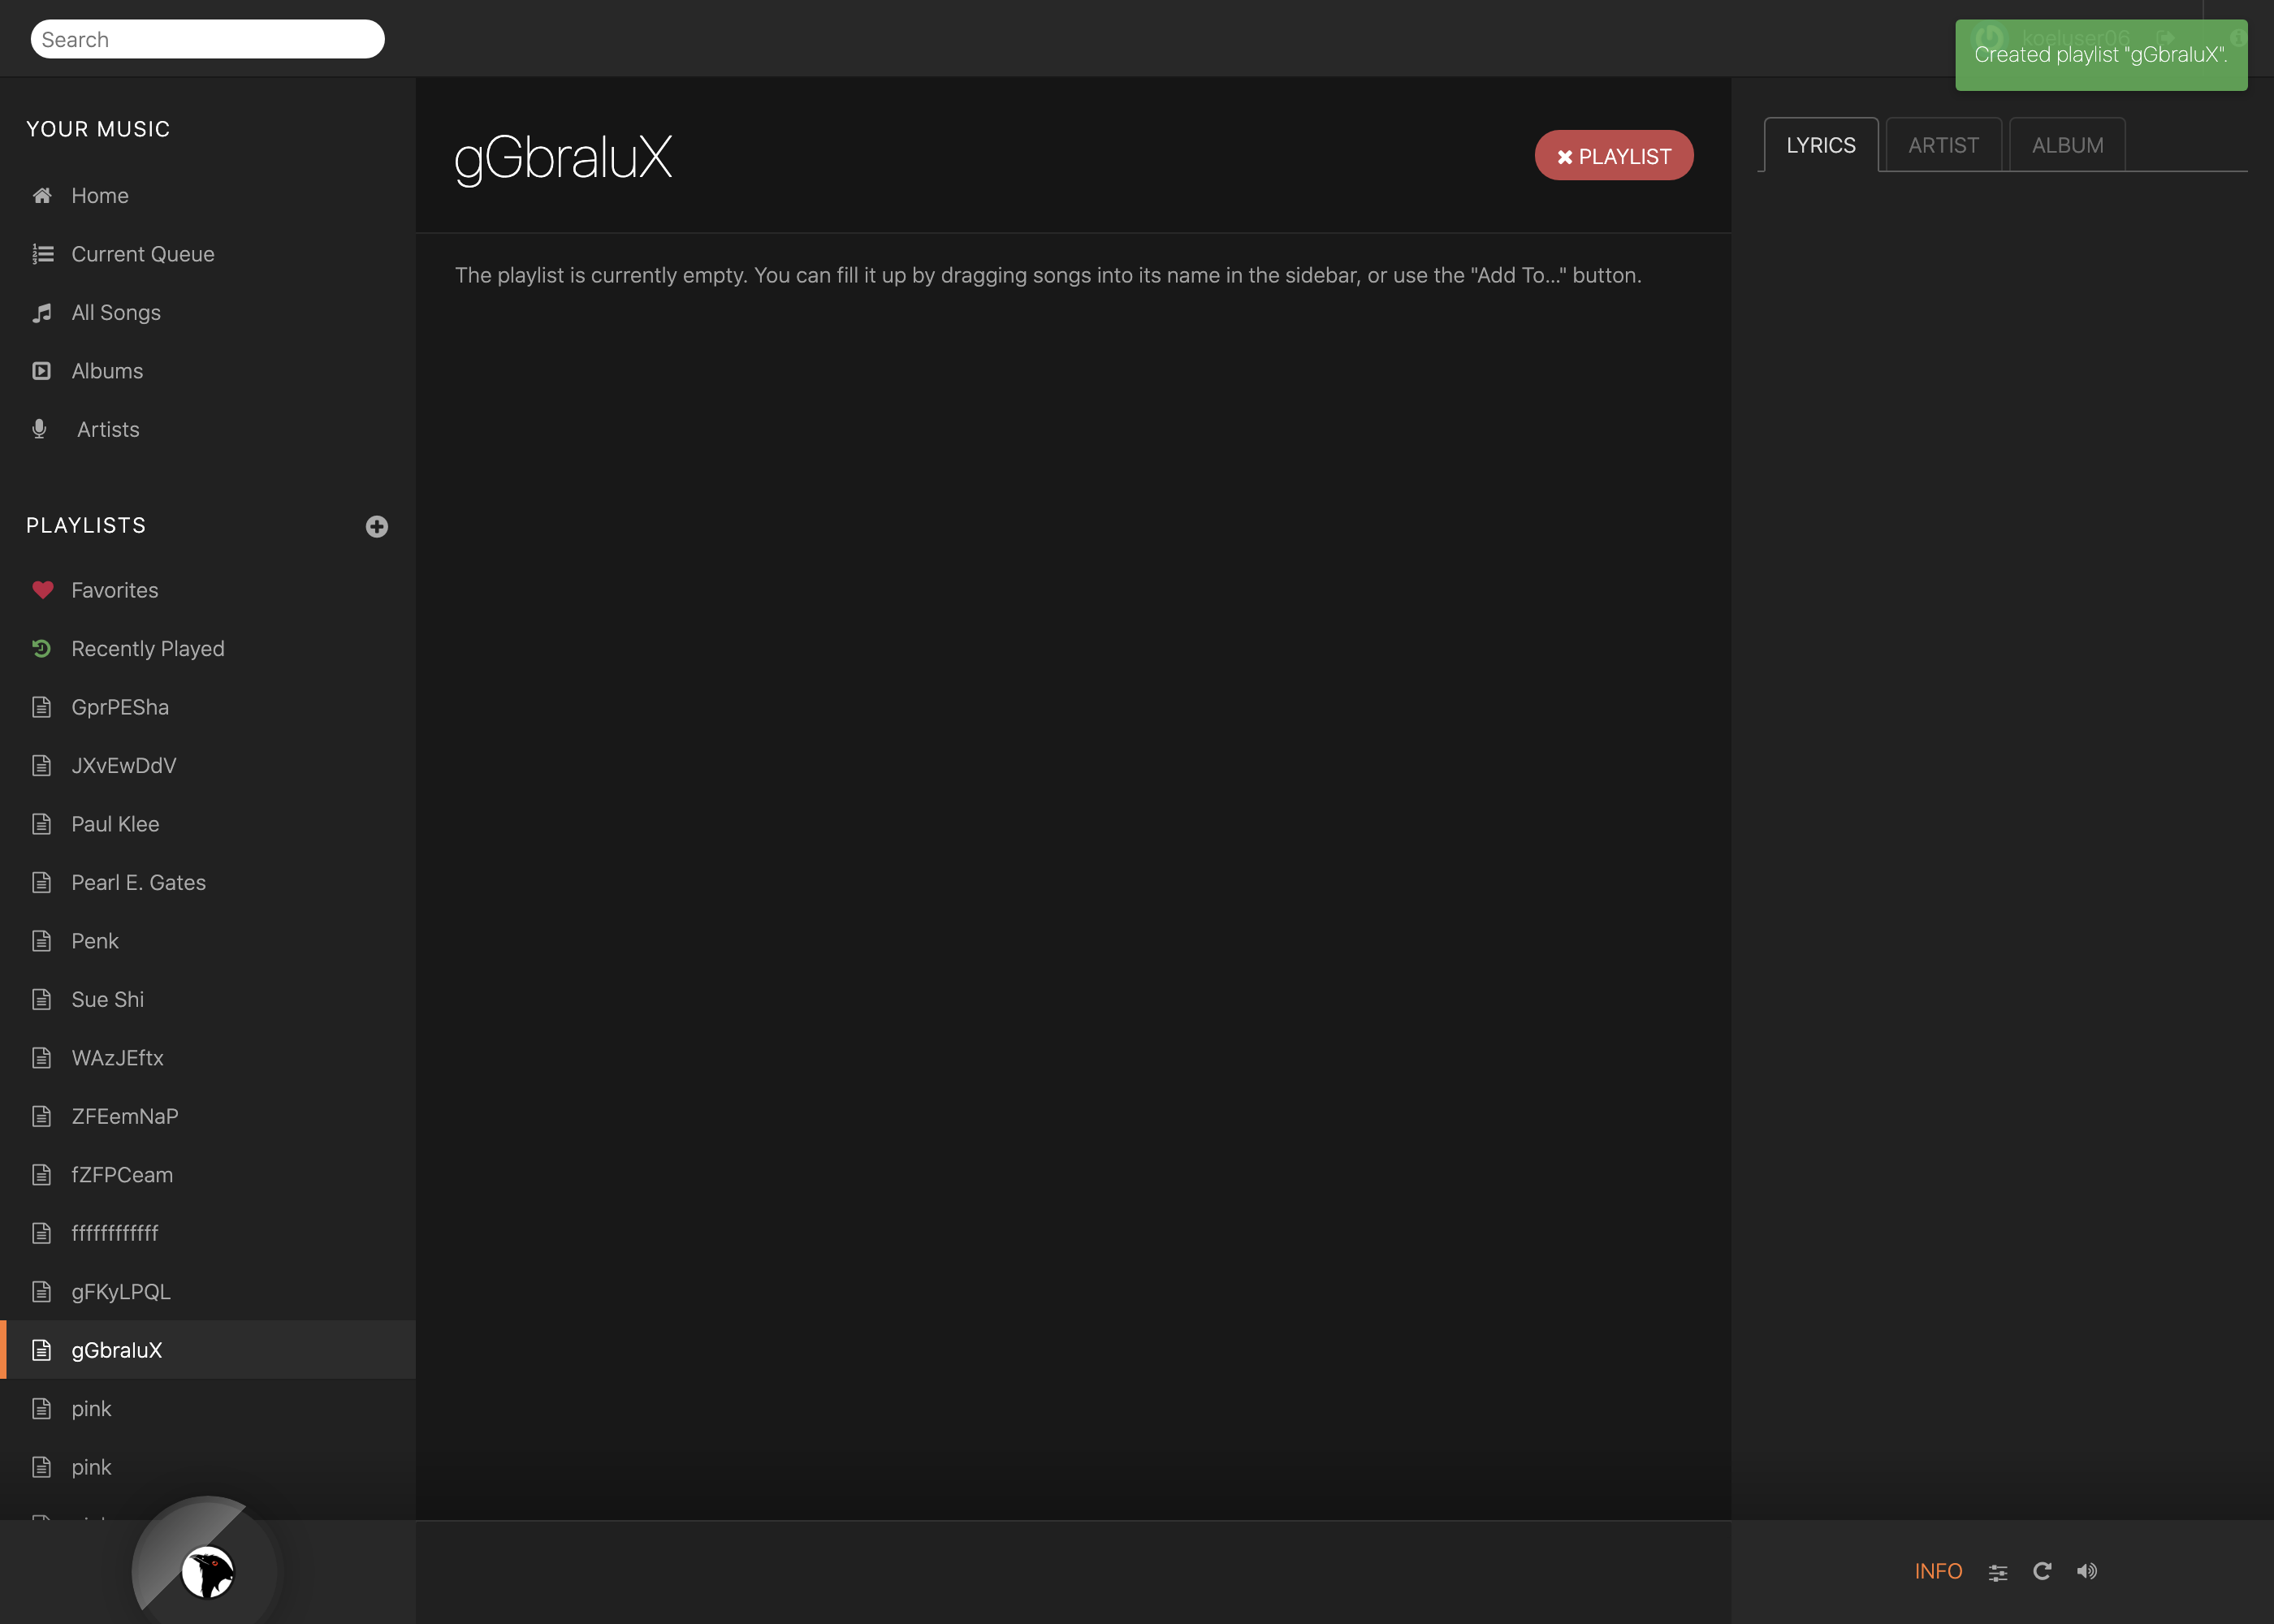 Search
koeluser06
Created playlist "gGbraluX".
YOUR MUSIC
Home
Current Queue
All Songs
Albums
Artists
PLAYLISTS
Favorites
Recently Played
GprPESha
JXvEwDdV
Paul Klee
Pearl E. Gates
Penk
Sue Shi
WAzJEftx
ZFEemNaP
fZFPCeam
ffffffffffff
gFKyLPQL
gGbraluX
pink
pink
gGbraluX
PLAYLIST
The playlist is currently empty. You can fill it up by dragging songs into its name in the sidebar, or use the "Add To..." button.
LYRICS ARTIST ALBUM
INFO